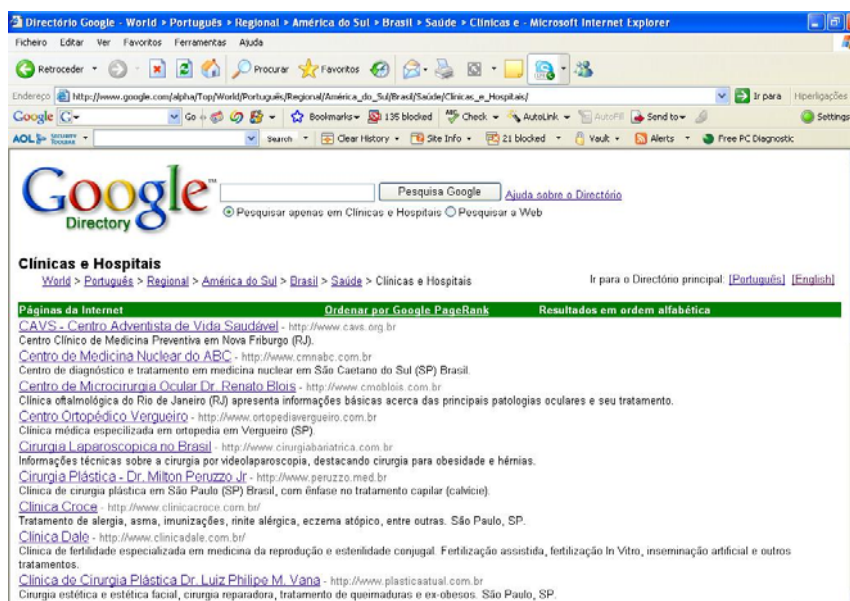 Directório Google - World > Português > Regional > América do Sul > Brasil > Saúde > Clínicas e - Microsoft Internet Explorer
Ficheiro Editar Ver Favoritos Ferramentas Ajuda
Retroceder Procurar Favoritos
Endereço http://www.google.com/alpha/Top/World/Português/Regional/América_do_Sul/Brasil/Saúde/Clínicas_e_Hospitais/ Ir para Hiperligações
Google G Go Bookmarks 135 blocked Check AutoLink AutoFill Send to Settings
AOL SECURITY TOOLBAR Search Clear History Site Info 21 blocked Vault Alerts Free PC Diagnostic
Google™ Directory Pesquisa Google Ajuda sobre o Directório
Pesquisar apenas em Clínicas e Hospitais Pesquisar a Web
Clínicas e Hospitais
World > Português > Regional > América do Sul > Brasil > Saúde > Clínicas e Hospitais Ir para o Directório principal: [Português] [English]
Páginas da Internet Ordenar por Google PageRank Resultados em ordem alfabética
CAVS - Centro Adventista de Vida Saudável - http://www.cavs.org.br
Centro Clínico de Medicina Preventiva em Nova Friburgo (RJ).
Centro de Medicina Nuclear do ABC - http://www.cmnabc.com.br
Centro de diagnóstico e tratamento em medicina nuclear em São Caetano do Sul (SP) Brasil.
Centro de Microcirurgia Ocular Dr. Renato Blois - http://www.cmoblois.com.br
Clínica oftalmológica do Rio de Janeiro (RJ) apresenta informações básicas acerca das principais patologias oculares e seu tratamento.
Centro Ortopédico Vergueiro - http://www.ortopediavergueiro.com.br
Clínica médica especilizada em ortopedia em Vergueiro (SP).
Cirurgia Laparoscopica no Brasil - http://www.cirurgiabariatrica.com.br
Informações técnicas sobre a cirurgia por videolaparoscopia, destacando cirurgia para obesidade e hérnias.
Cirurgia Plástica - Dr. Milton Peruzzo Jr - http://www.peruzzo.med.br
Clínica de cirurgia plástica em São Paulo (SP) Brasil, com ênfase no tratamento capilar (calvície).
Clínica Croce - http://www.clinicacroce.com.br/
Tratamento de alergia, asma, imunizações, rinite alérgica, eczema atópico, entre outras. São Paulo, SP.
Clínica Dale - http://www.clinicadale.com.br/
Clínica de fertilidade especializada em medicina da reprodução e esterilidade conjugal. Fertilização assistida, fertilização In Vitro, inseminação artificial e outros
tratamentos.
Clínica de Cirurgia Plástica Dr. Luiz Philipe M. Vana - http://www.plasticaatual.com.br
Cirurgia estética e estética facial, cirurgia reparadora, tratamento de queimaduras e ex-obesos. São Paulo, SP.